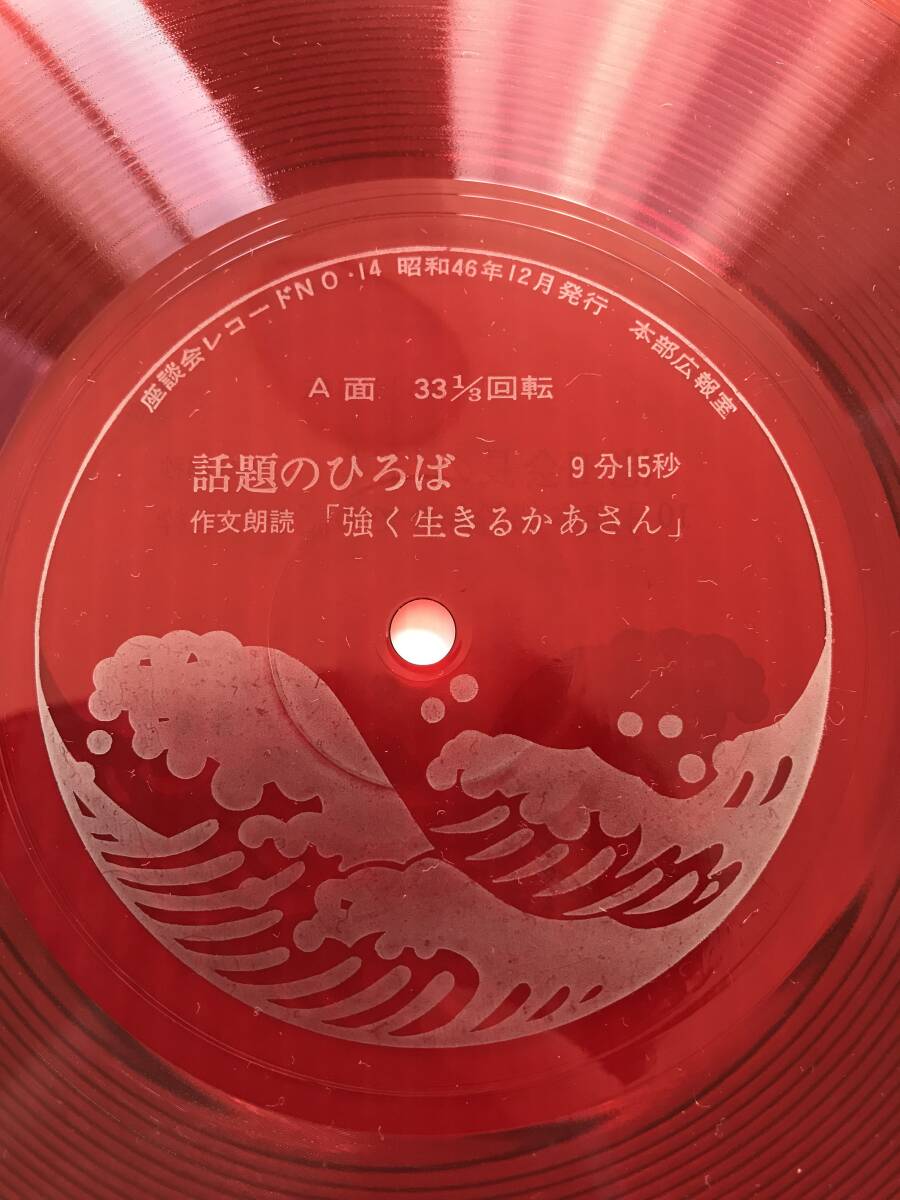 座談会レコードNO・14 昭和46年12月発行 本部広報室
A面 33⅓回転
話題のひろば 9分15秒
作文朗読 「強く生きるかあさん」